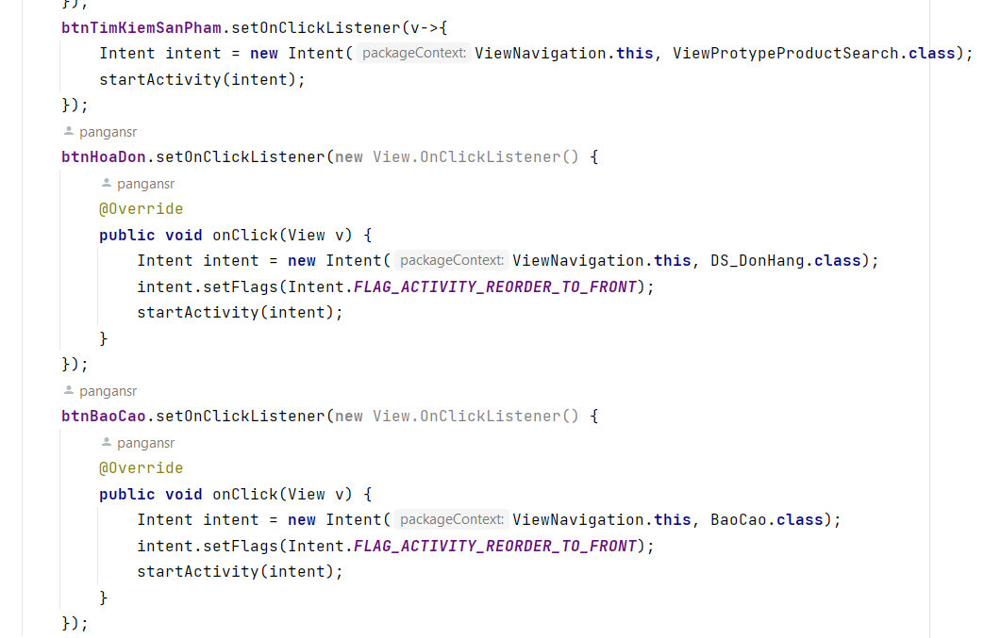 });
btnTimKiemSanPham.setOnClickListener(v->{
Intent intent = new Intent( packageContext: ViewNavigation.this, ViewProtypeProductSearch.class);
startActivity(intent);
});
pangansr
btnHoaDon.setOnClickListener(new View.OnClickListener() {
pangansr
@Override
public void onClick(View v) {
Intent intent = new Intent( packageContext: ViewNavigation.this, DS_DonHang.class);
intent.setFlags(Intent.FLAG_ACTIVITY_REORDER_TO_FRONT);
startActivity(intent);
}
});
pangansr
btnBaoCao.setOnClickListener(new View.OnClickListener() {
pangansr
@Override
public void onClick(View v) {
Intent intent = new Intent( packageContext: ViewNavigation.this, BaoCao.class);
intent.setFlags(Intent.FLAG_ACTIVITY_REORDER_TO_FRONT);
startActivity(intent);
}
});